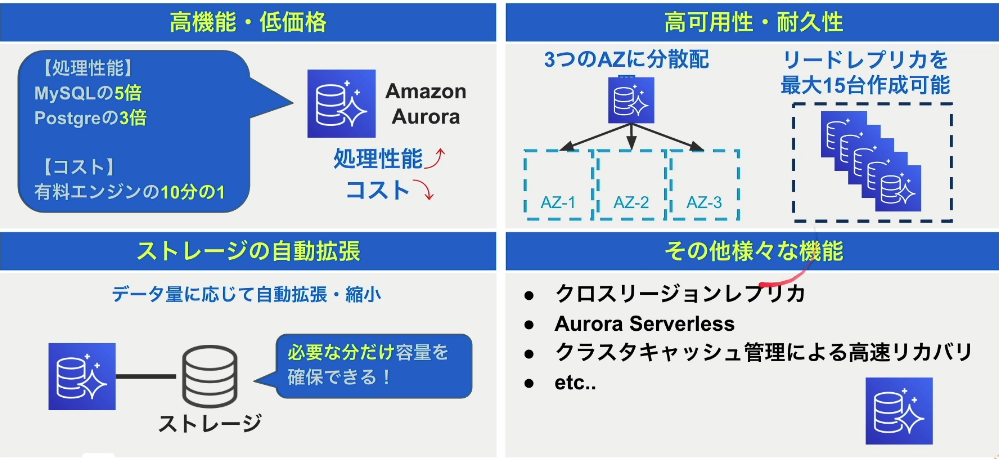 高機能・低価格
【処理性能】
MySQLの5倍
Postgreの3倍
【コスト】
有料エンジンの10分の1
Amazon
Aurora
処理性能
コスト
高可用性・耐久性
3つのAZに分散配
AZ-1
AZ-2
AZ-3
リードレプリカを
最大15台作成可能
ストレージの自動拡張
データ量に応じて自動拡張・縮小
必要な分だけ容量を
確保できる！
ストレージ
その他様々な機能
● クロスリージョンレプリカ
● Aurora Serverless
● クラスタキャッシュ管理による高速リカバリ
● etc..